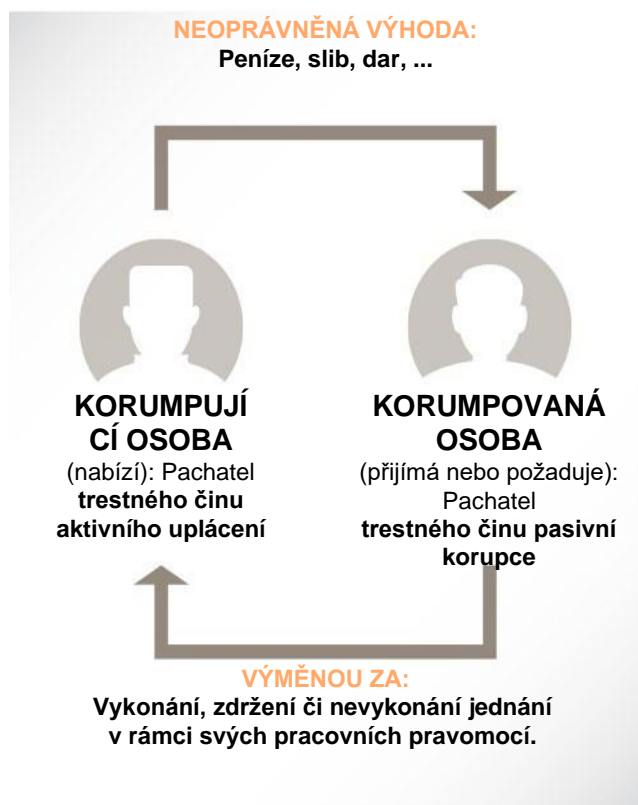 NEOPRÁVNĚNÁ VÝHODA:
Peníze, slib, dar, ...
KORUMPUJÍ
CÍ OSOBA
(nabízí): Pachatel
trestného činu
aktivního uplácení
KORUMPOVANÁ
OSOBA
(přijímá nebo požaduje):
Pachatel
trestného činu pasivní
korupce
VÝMĚNOU ZA:
Vykonání, zdržení či nevykonání jednání
v rámci svých pracovních pravomocí.